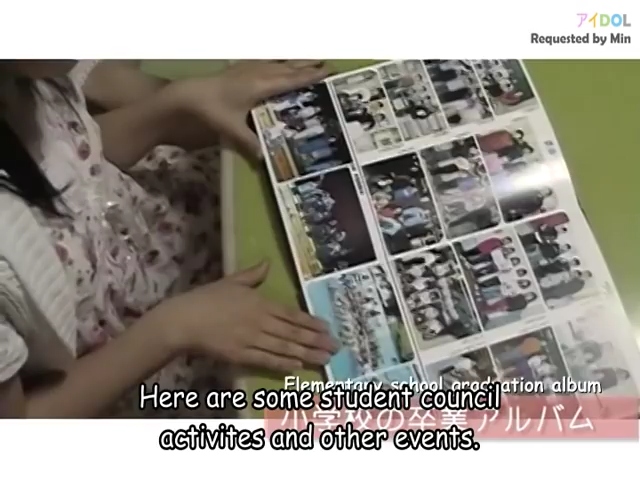 アイDOL
Requested by Min
Elementary school graduation album
小学校の卒業アルバム
Here are some student council
activites and other events.